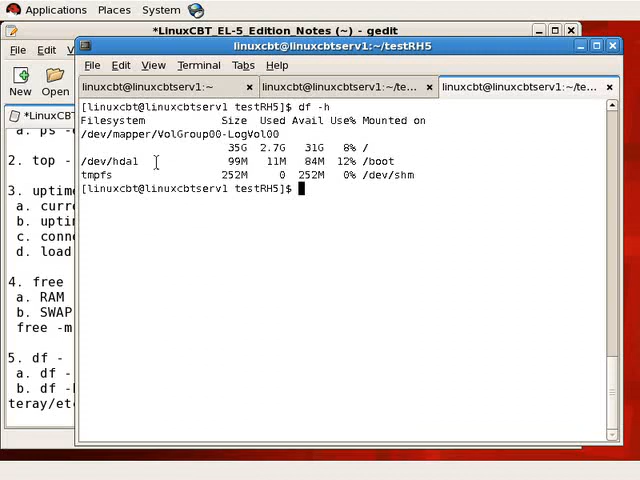 Applications Places System
*LinuxCBT_EL-5_Edition_Notes (~) - gedit
linuxcbt@linuxcbtserv1:~/testRH5
File Edit
File Edit View Terminal Tabs Help
New Open
linuxcbt@linuxcbtserv1:~
linuxcbt@linuxcbtserv1:~/te...
linuxcbt@linuxcbtserv1:~/te...
*LinuxCBT
[linuxcbt@linuxcbtserv1 testRH5]$ df -h
Filesystem Size Used Avail Use% Mounted on
/dev/mapper/VolGroup00-LogVol00
35G 2.7G 31G 8% /
/dev/hda1 99M 11M 84M 12% /boot
tmpfs 252M 0 252M 0% /dev/shm
[linuxcbt@linuxcbtserv1 testRH5]$
a. ps -
2. top -
3. uptime
a. curre
b. uptin
c. conne
d. load
4. free
a. RAM
b. SWAP
free -m
5. df -
a. df -
b. df -h
teray/et